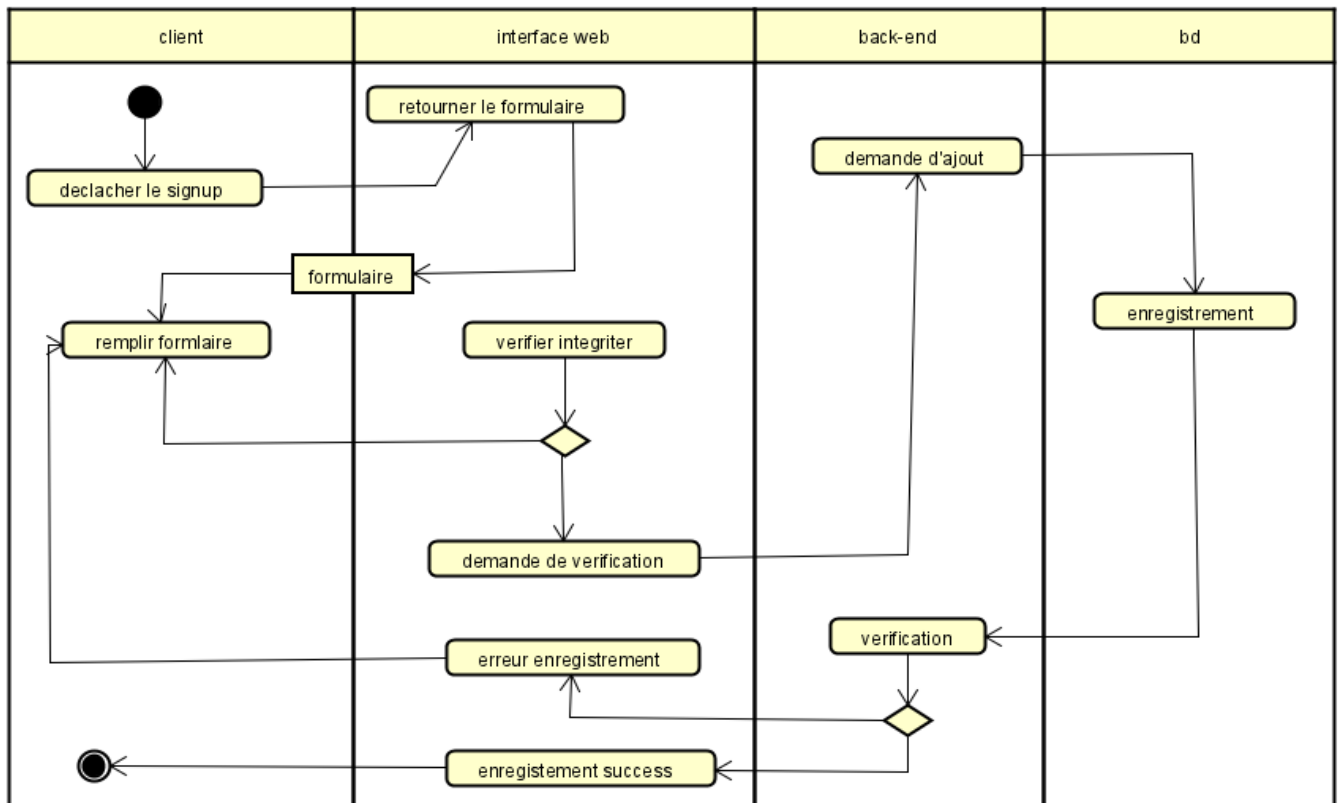 client
interface web
back-end
bd
retourner le formulaire
demande d'ajout
declacher le signup
formulaire
enregistrement
remplir formlaire
verifier integriter
demande de verification
verification
erreur enregistrement
enregistement success